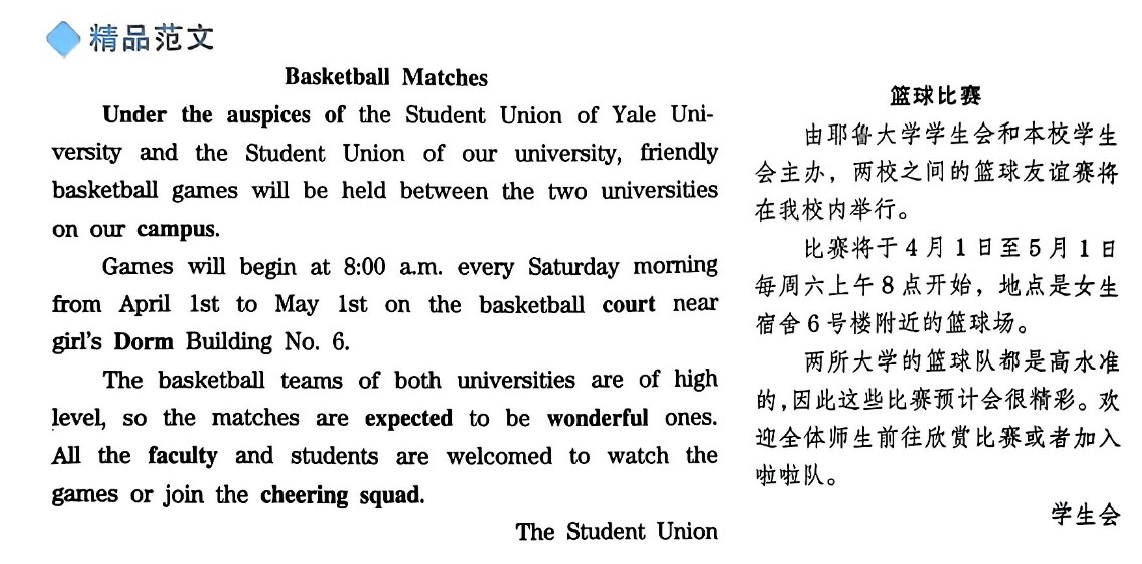 精品范文
Basketball Matches
Under the auspices of the Student Union of Yale Uni-
versity and the Student Union of our university, friendly
basketball games will be held between the two universities
on our campus.
Games will begin at 8:00 a.m. every Saturday morning
from April 1st to May 1st on the basketball court near
girl's Dorm Building No. 6.
The basketball teams of both universities are of high
level, so the matches are expected to be wonderful ones.
All the faculty and students are welcomed to watch the
games or join the cheering squad.
The Student Union
篮球比赛
由耶鲁大学学生会和本校学生
会主办，两校之间的篮球友谊赛将
在我校内举行。
比赛将于4月1日至5月1日
每周六上午8点开始，地点是女生
宿舍6号楼附近的篮球场。
两所大学的篮球队都是高水准
的，因此这些比赛预计会很精彩。欢
迎全体师生前往欣赏比赛或者加入
啦啦队。
学生会